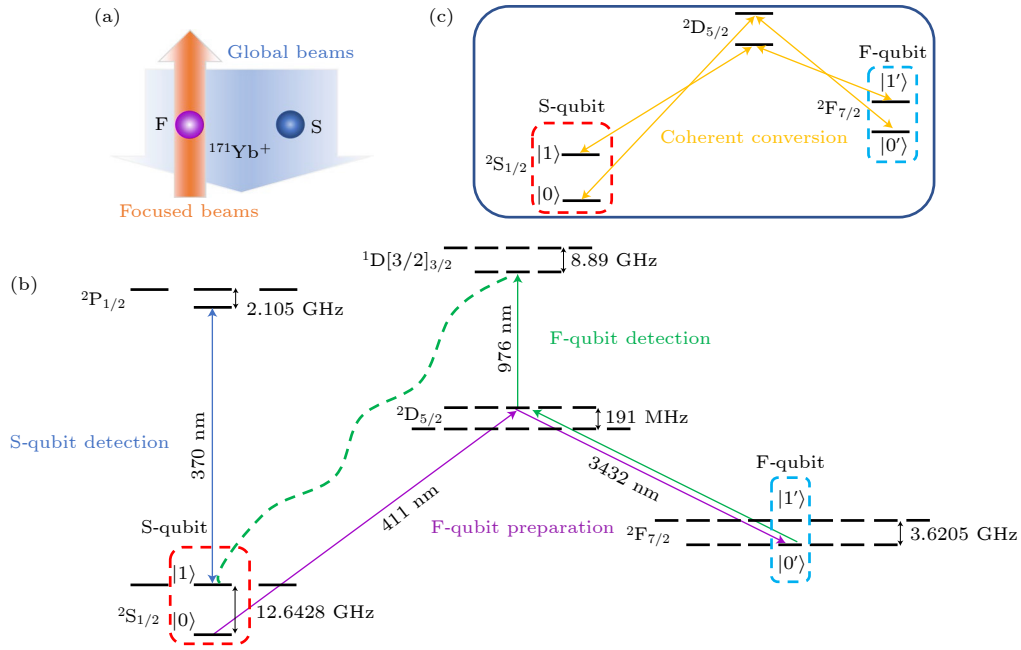 (a)
Global beams
F
S
¹⁷¹Yb⁺
Focused beams
(c)
²D₅/₂
F-qubit
|1′⟩
S-qubit
²F₇/₂
|1⟩
Coherent conversion
|0′⟩
²S₁/₂
|0⟩
(b)
¹D[3/2]₃/₂
8.89 GHz
²P₁/₂
2.105 GHz
976 nm
F-qubit detection
²D₅/₂
191 MHz
S-qubit detection
370 nm
411 nm
3432 nm
F-qubit
|1′⟩
F-qubit preparation
S-qubit
²F₇/₂
3.6205 GHz
|0′⟩
|1⟩
²S₁/₂
|0⟩
12.6428 GHz